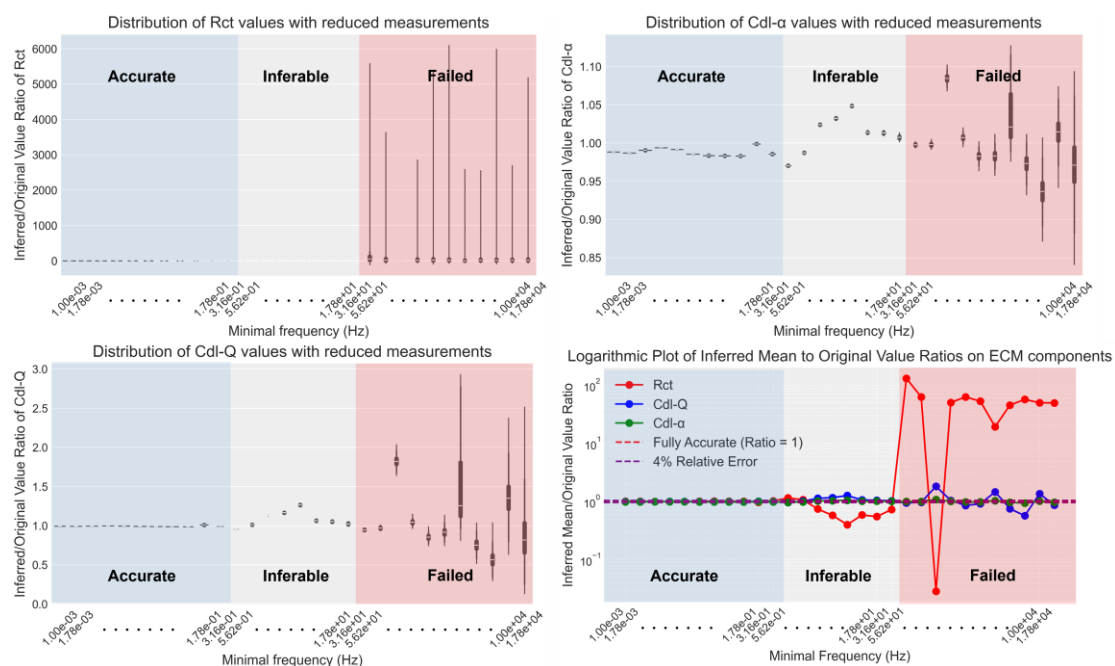 Distribution of Rct values with reduced measurements
Inferred/Original Value Ratio of Rct
6000
5000
4000
3000
2000
1000
0
Accurate
Inferable
Failed
1.00e-03
1.78e-03
1.78e-01
3.16e-01
5.62e-01
1.78e+01
3.16e+01
5.62e+01
1.00e+04
1.78e+04
Minimal frequency (Hz)
Distribution of Cdl-α values with reduced measurements
Inferred/Original Value Ratio of Cdl-α
1.10
1.05
1.00
0.95
0.90
0.85
Accurate
Inferable
Failed
1.00e-03
1.78e-03
1.78e-01
3.16e-01
5.62e-01
1.78e+01
3.16e+01
5.62e+01
1.00e+04
1.78e+04
Minimal frequency (Hz)
Distribution of Cdl-Q values with reduced measurements
Inferred/Original Value Ratio of Cdl-Q
3.0
2.5
2.0
1.5
1.0
0.5
0.0
Accurate
Inferable
Failed
1.00e-03
1.78e-03
1.78e-01
3.16e-01
5.62e-01
1.78e+01
3.16e+01
5.62e+01
1.00e+04
1.78e+04
Minimal frequency (Hz)
Logarithmic Plot of Inferred Mean to Original Value Ratios on ECM components
Inferred Mean/Original Value Ratio
10²
10¹
10⁰
10⁻¹
Rct
Cdl-Q
Cdl-α
Fully Accurate (Ratio = 1)
4% Relative Error
Accurate
Inferable
Failed
1.00e-03
1.78e-03
1.78e-01
3.16e-01
5.62e-01
1.78e+01
3.16e+01
5.62e+01
1.00e+04
1.78e+04
Minimal Frequency (Hz)